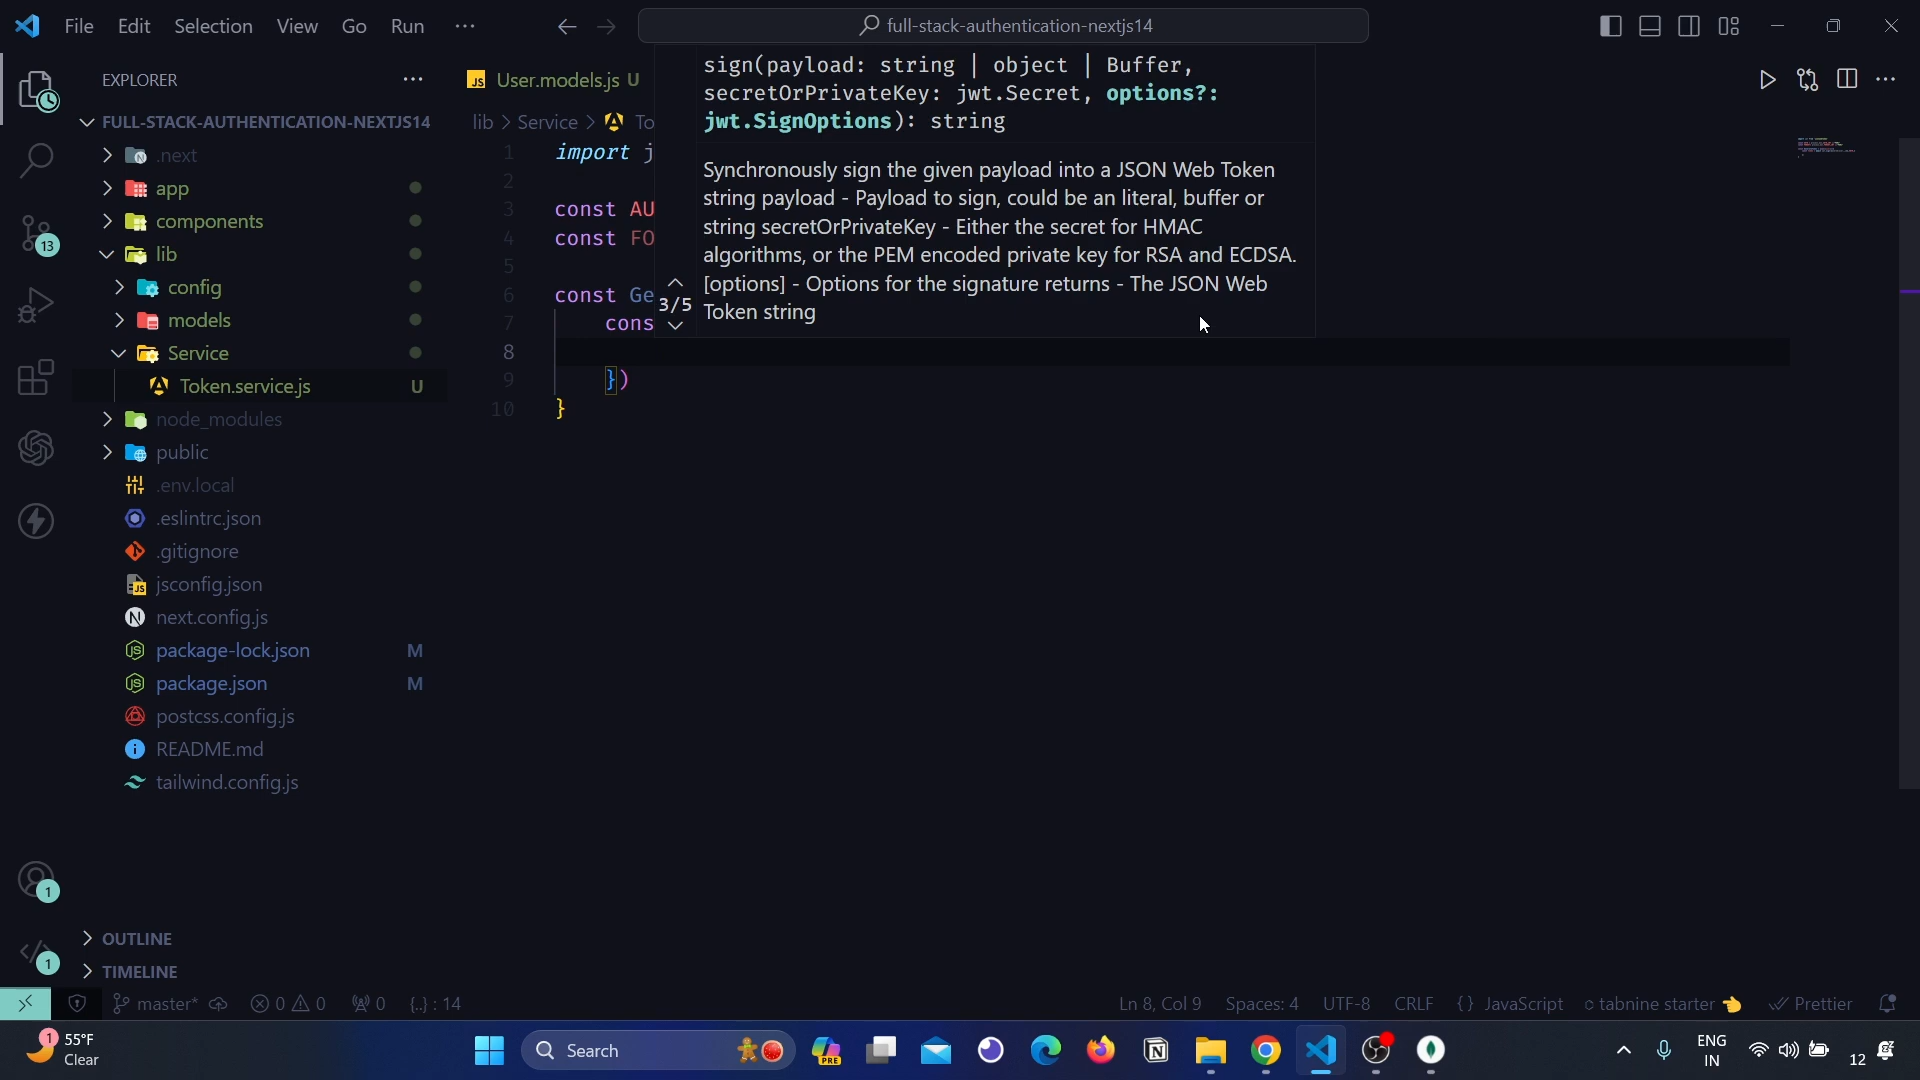 File Edit Selection View Go Run ···
full-stack-authentication-nextjs14
EXPLORER
FULL-STACK-AUTHENTICATION-NEXTJS14
.next
app
components
lib
config
models
Service
Token.service.js U
node_modules
public
.env.local
.eslintrc.json
.gitignore
jsconfig.json
next.config.js
package-lock.json M
package.json M
postcss.config.js
README.md
tailwind.config.js
OUTLINE
TIMELINE
13
1
1
User.models.js U
lib > Service > To
1 import j
2
3 const AU
4 const FO
5
6 const Ge
7 cons
8
9 })
10 }
sign(payload: string | object | Buffer,
secretOrPrivateKey: jwt.Secret, options?:
jwt.SignOptions): string
3/5
Synchronously sign the given payload into a JSON Web Token
string payload - Payload to sign, could be an literal, buffer or
string secretOrPrivateKey - Either the secret for HMAC
algorithms, or the PEM encoded private key for RSA and ECDSA.
[options] - Options for the signature returns - The JSON Web
Token string
master* 0 0 0 {..} : 14
Ln 8, Col 9 Spaces: 4 UTF-8 CRLF {} JavaScript tabnine starter Prettier
1 55°F
Clear
Search
PRE
ENG
IN
12